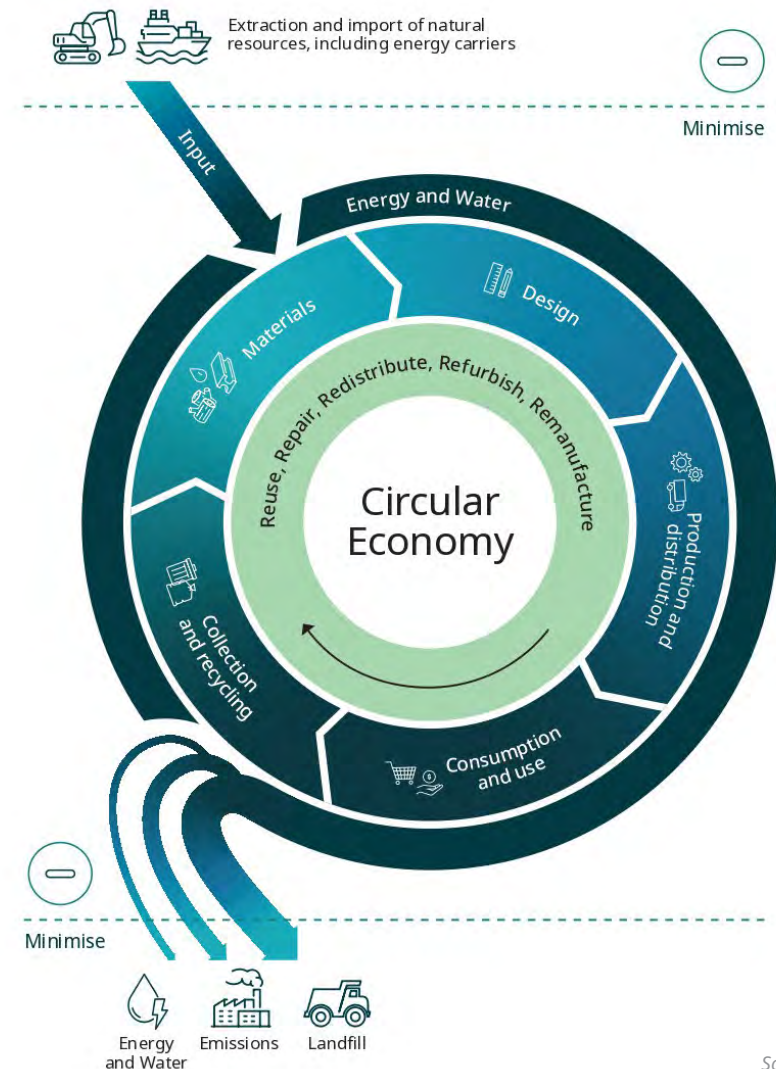 Extraction and import of natural
resources, including energy carriers
Minimise
Input
Energy and Water
Materials
Design
Reuse, Repair, Redistribute, Refurbish, Remanufacture
Circular
Economy
Production and
distribution
Collection
and recycling
Consumption
and use
$
Minimise
Energy
and Water
Emissions
Landfill